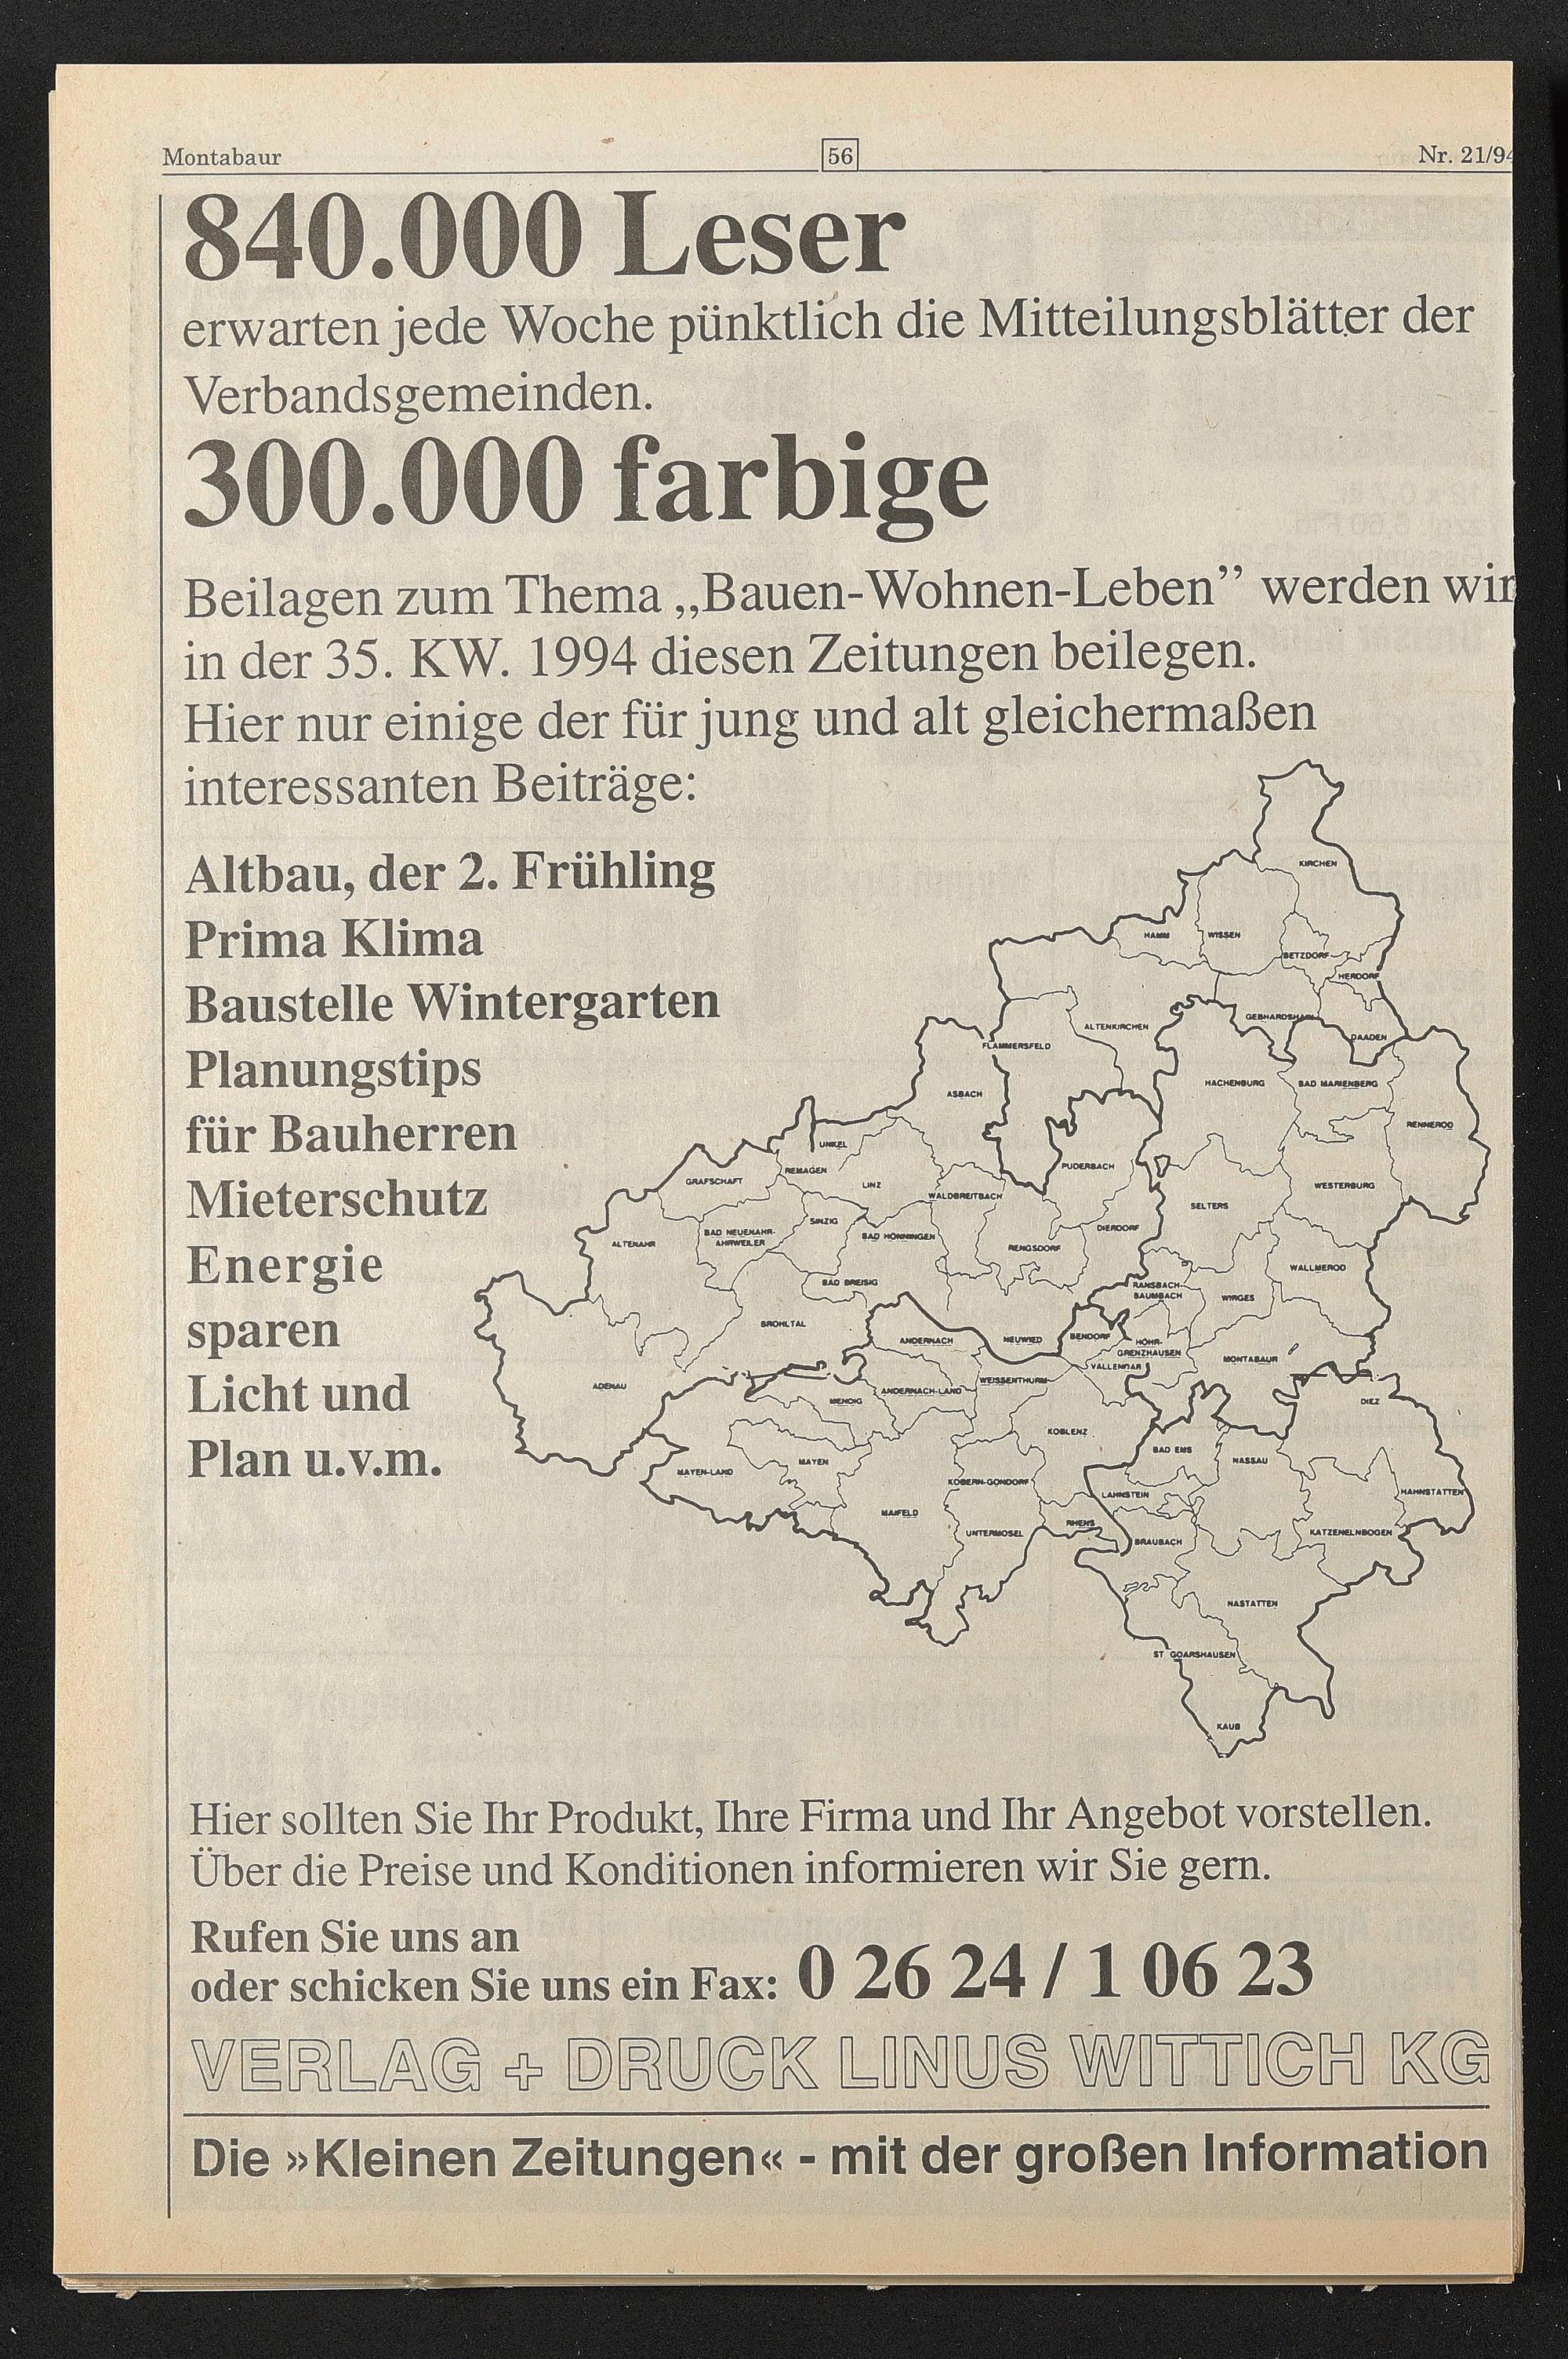 Montabaur
56
Nr. 21/94
840.000 Leser
erwarten jede Woche pünktlich die Mitteilungsblätter der
Verbandsgemeinden.
300.000 farbige
Beilagen zum Thema „Bauen-Wohnen-Leben” werden wir
in der 35. KW. 1994 diesen Zeitungen beilegen.
Hier nur einige der für jung und alt gleichermaßen
interessanten Beiträge:
Altbau, der 2. Frühling
Prima Klima
Baustelle Wintergarten
Planungstips
für Bauherren
Mieterschutz
Energie
sparen
Licht und
Plan u.v.m.
KIRCHEN
HAMM
WISSEN
BETZDORF
HERDORF
GEBHARDSHAIN
DAADEN
ALTENKIRCHEN
FLAMMERSFELD
HACHENBURG
BAD MARIENBERG
ASBACH
RENNEROD
UNKEL
PUDERBACH
REMAGEN
GRAFSCHAFT
LINZ
WALDBREITBACH
WESTERBURG
SELTERS
SINZIG
DIERDORF
BAD NEUENAHR-
AHRWEILER
BAD HÖNNINGEN
ALTENAHR
RENGSDORF
WALLMEROD
BAD BREISIG
RANSBACH-
BAUMBACH
WIRGES
BROHLTAL
ANDERNACH
NEUWIED
BENDORF
HÖHR-
GRENZHAUSEN
VALLENDAR
MONTABAUR
WEISSENTHURM
ADENAU
ANDERNACH-LAND
MENDIG
DIEZ
KOBLENZ
BAD EMS
NASSAU
MAYEN
MAYEN-LAND
KOBERN-GONDORF
LAHNSTEIN
HAHNSTÄTTEN
MAIFELD
RHENS
UNTERMOSEL
KATZENELNBOGEN
BRAUBACH
NASTÄTTEN
ST GOARSHAUSEN
KAUB
Hier sollten Sie Ihr Produkt, Ihre Firma und Ihr Angebot vorstellen.
Über die Preise und Konditionen informieren wir Sie gern.
Rufen Sie uns an
oder schicken Sie uns ein Fax: 0 26 24 / 1 06 23
VERLAG + DRUCK LINUS WITTICH KG
Die »Kleinen Zeitungen« - mit der großen Information